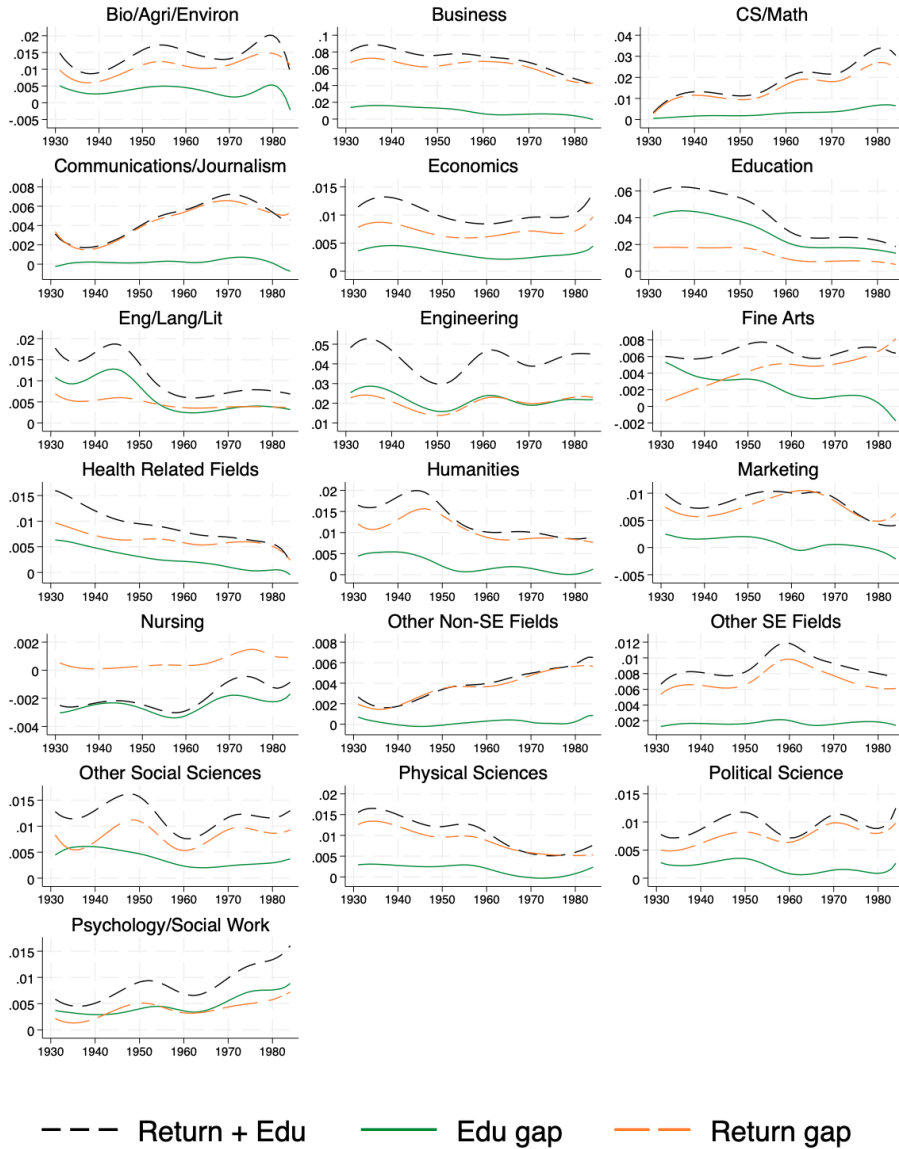 Bio/Agri/Environ
.02
.015
.01
.005
0
-.005
1930 1940 1950 1960 1970 1980
Business
.1
.08
.06
.04
.02
0
1930 1940 1950 1960 1970 1980
CS/Math
.04
.03
.02
.01
0
1930 1940 1950 1960 1970 1980
Communications/Journalism
.008
.006
.004
.002
0
1930 1940 1950 1960 1970 1980
Economics
.015
.01
.005
0
1930 1940 1950 1960 1970 1980
Education
.06
.04
.02
0
1930 1940 1950 1960 1970 1980
Eng/Lang/Lit
.02
.015
.01
.005
0
1930 1940 1950 1960 1970 1980
Engineering
.05
.04
.03
.02
.01
1930 1940 1950 1960 1970 1980
Fine Arts
.008
.006
.004
.002
0
-.002
1930 1940 1950 1960 1970 1980
Health Related Fields
.015
.01
.005
0
1930 1940 1950 1960 1970 1980
Humanities
.02
.015
.01
.005
0
1930 1940 1950 1960 1970 1980
Marketing
.01
.005
0
-.005
1930 1940 1950 1960 1970 1980
Nursing
.002
0
-.002
-.004
1930 1940 1950 1960 1970 1980
Other Non-SE Fields
.008
.006
.004
.002
0
1930 1940 1950 1960 1970 1980
Other SE Fields
.012
.01
.008
.006
.004
.002
1930 1940 1950 1960 1970 1980
Other Social Sciences
.015
.01
.005
0
1930 1940 1950 1960 1970 1980
Physical Sciences
.02
.015
.01
.005
0
1930 1940 1950 1960 1970 1980
Political Science
.015
.01
.005
0
1930 1940 1950 1960 1970 1980
Psychology/Social Work
.015
.01
.005
0
1930 1940 1950 1960 1970 1980
Return + Edu Edu gap Return gap